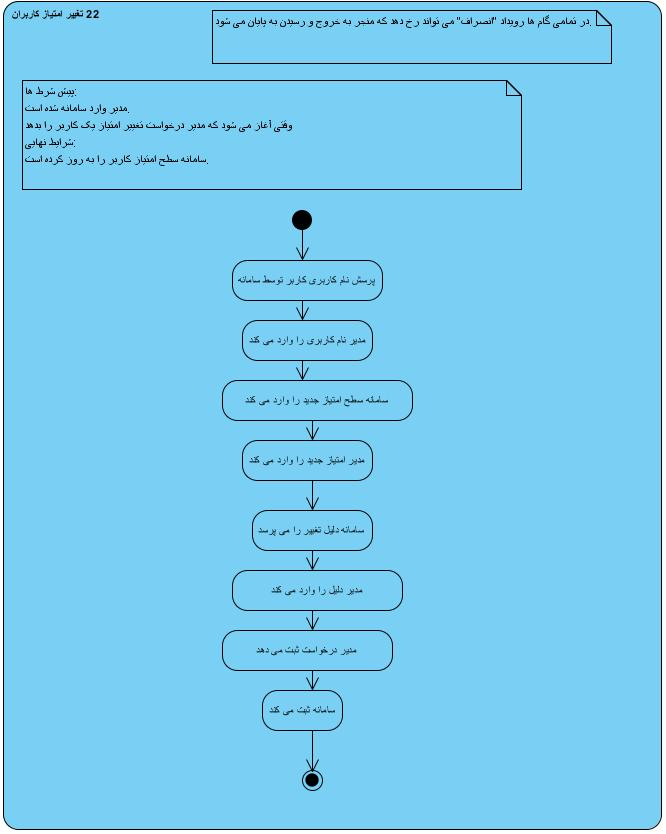 22 تغییر امتیاز کاربران
در تمامی گام ها رویداد "انصراف" می تواند رخ دهد که منجر به خروج و رسیدن به پایان می شود.
پیش شرط ها:
مدیر وارد سامانه شده است.
وقتی آغاز می شود که مدیر درخواست تغییر امتیاز یک کاربر را بدهد
شرایط نهایی:
سامانه سطح امتیاز کاربر را به روز کرده است.
پرسش نام کاربری کاربر توسط سامانه
مدیر نام کاربری را وارد می کند
سامانه سطح امتیاز جدید را وارد می کند
مدیر امتیاز جدید را وارد می کند
سامانه دلیل تغییر را می پرسد
مدیر دلیل را وارد می کند
مدیر درخواست ثبت می دهد
سامانه ثبت می کند